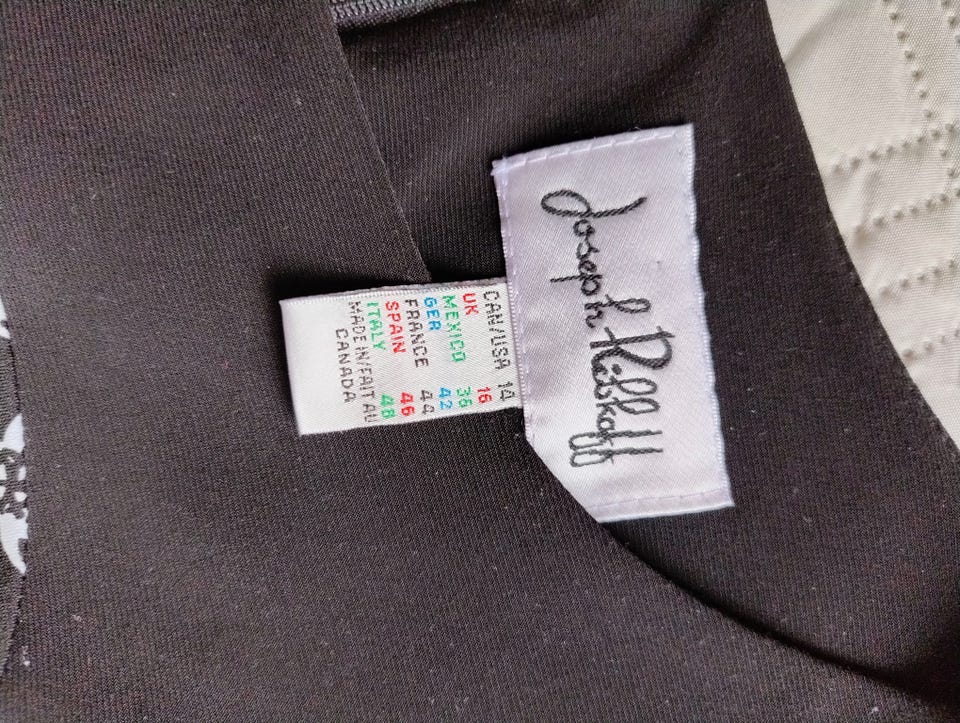 Joseph Ribkoff
CAN/USA 14
UK 16
MEXICO 36
GER 42
FRANCE 44
SPAIN 46
ITALY 48
MADE IN/FAIT AU
CANADA